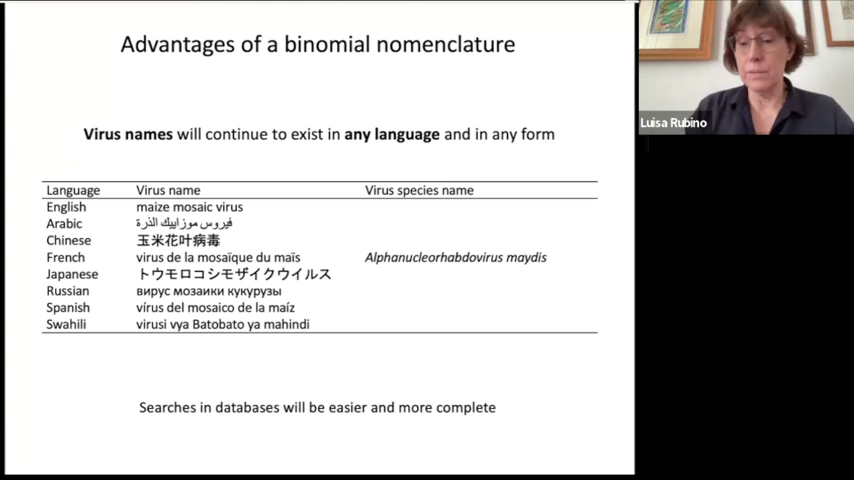 Advantages of a binomial nomenclature
Luisa Rubino
Virus names will continue to exist in any language and in any form
Language Virus name Virus species name
English maize mosaic virus
Arabic فيروس موزاييك الذرة
Chinese 玉米花叶病毒
French virus de la mosaïque du maïs Alphanucleorhabdovirus maydis
Japanese トウモロコシモザイクウイルス
Russian вирус мозаики кукурузы
Spanish vírus del mosaico de la maíz
Swahili virusi vya Batobato ya mahindi
Searches in databases will be easier and more complete